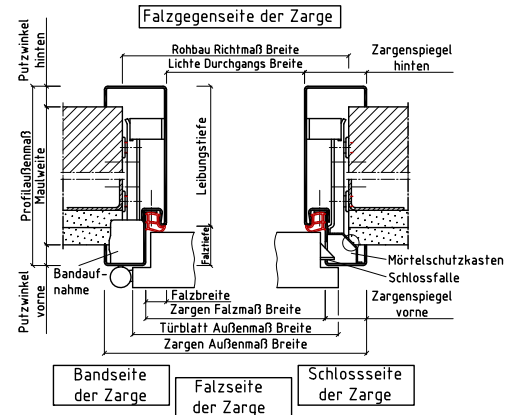 Falzgegenseite der Zarge
Putzwinkel
hinten
Rohbau Richtmaß Breite
Lichte Durchgangs Breite
Zargenspiegel
hinten
Profilaußenmaß
Maulweite
Leibungstiefe
Falztiefe
Mörtelschutzkasten
Schlossfalle
Bandauf-
nahme
Putzwinkel
vorne
Falzbreite
Zargen Falzmaß Breite
Zargenspiegel
vorne
Türblatt Außenmaß Breite
Zargen Außenmaß Breite
Bandseite
der Zarge
Falzseite
der Zarge
Schlossseite
der Zarge